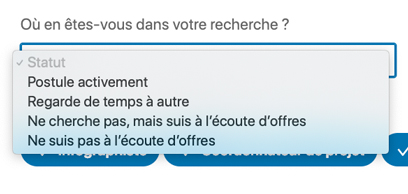 Où en êtes-vous dans votre recherche ?
Statut
Postule activement
Regarde de temps à autre
Ne cherche pas, mais suis à l'écoute d'offres
Ne suis pas à l'écoute d'offres